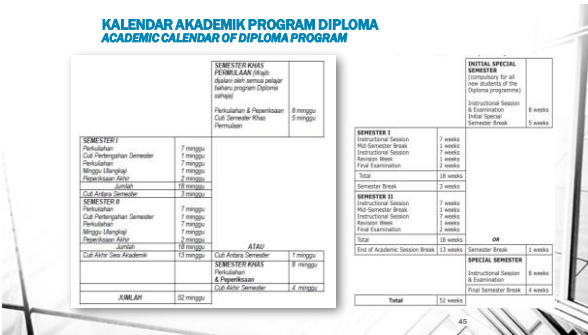 KALENDAR AKADEMIK PROGRAM DIPLOMA
ACADEMIC CALENDAR OF DIPLOMA PROGRAM
SEMESTER KHAS
PERMULAAN (Wajib
dijalani oleh semua pelajar
baharu program Diploma
sahaja)
Perkuliahan & Peperiksaan 8 minggu
Cuti Semester Khas 5 minggu
Permulaan
SEMESTER I
Perkuliahan 7 minggu
Cuti Pertengahan Semester 1 minggu
Perkuliahan 7 minggu
Minggu Ulangkaji 1 minggu
Peperiksaan Akhir 2 minggu
Jumlah 18 minggu
Cuti Antara Semester 3 minggu
SEMESTER II
Perkuliahan 7 minggu
Cuti Pertengahan Semester 1 minggu
Perkuliahan 7 minggu
Minggu Ulangkaji 1 minggu
Peperiksaan Akhir 2 minggu
Jumlah 18 minggu ATAU
Cuti Akhir Sesi Akademik 13 minggu Cuti Antara Semester 1 minggu
SEMESTER KHAS 8 minggu
Perkuliahan
& Peperiksaan
Cuti Akhir Semester 4 minggu
JUMLAH 52 minggu
INITIAL SPECIAL
SEMESTER
(compulsory for all
new students of the
Diploma programme)
Instructional Session
& Examination 8 weeks
Initial Special
Semester Break 5 weeks
SEMESTER I
Instructional Session 7 weeks
Mid-Semester Break 1 weeks
Instructional Session 7 weeks
Revision Week 1 weeks
Final Examination 2 weeks
Total 18 weeks
Semester Break 3 weeks
SEMESTER II
Instructional Session 7 weeks
Mid-Semester Break 1 weeks
Instructional Session 7 weeks
Revision Week 1 weeks
Final Examination 2 weeks
Total 18 weeks OR
End of Academic Session Break 13 weeks Semester Break 1 weeks
SPECIAL SEMESTER
Instructional Session 8 weeks
& Examination
Final Semester Break 4 weeks
Total 52 weeks
45